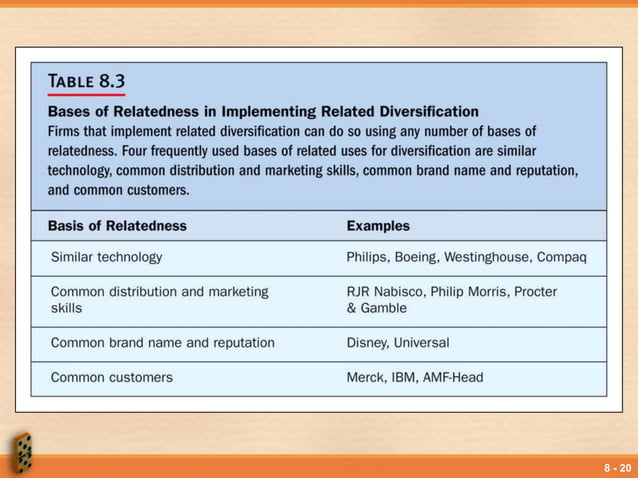 TABLE 8.3
Bases of Relatedness in Implementing Related Diversification
Firms that implement related diversification can do so using any number of bases of
relatedness. Four frequently used bases of related uses for diversification are similar
technology, common distribution and marketing skills, common brand name and reputation,
and common customers.
Basis of Relatedness Examples
Similar technology Philips, Boeing, Westinghouse, Compaq
Common distribution and marketing RJR Nabisco, Philip Morris, Procter
skills & Gamble
Common brand name and reputation Disney, Universal
Common customers Merck, IBM, AMF-Head
8 - 20